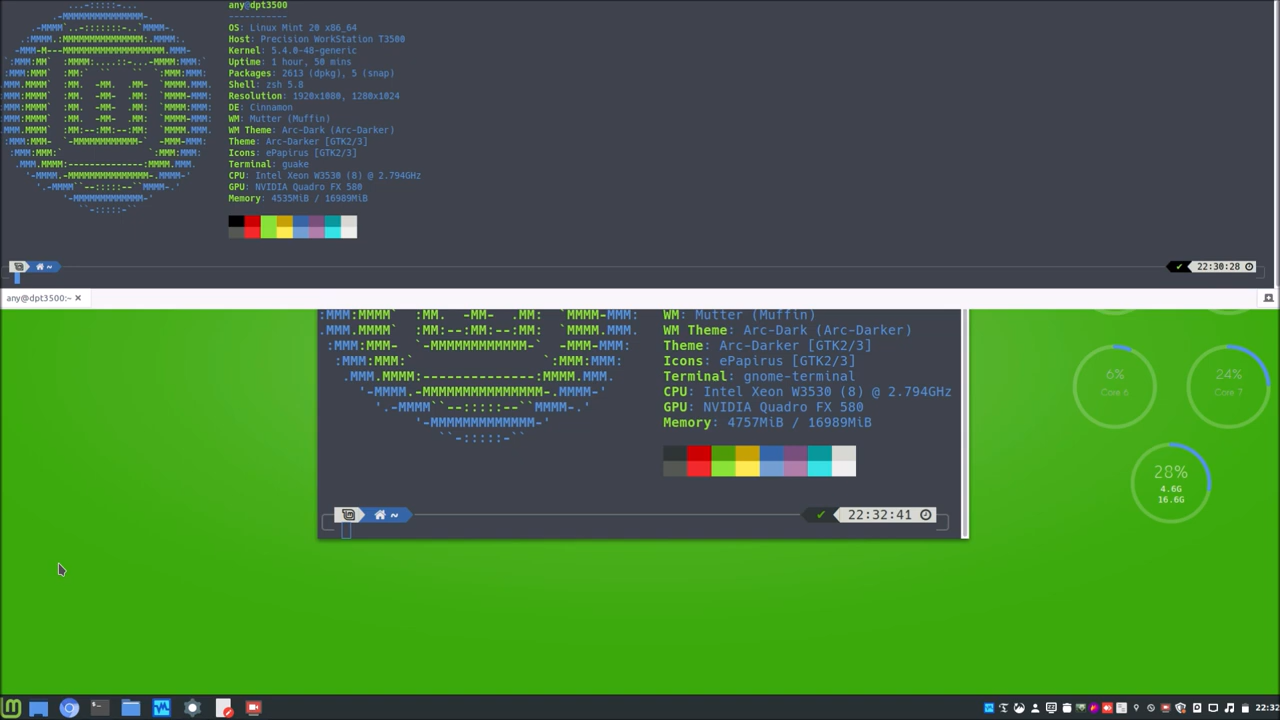 any@dpt3500
-----------
OS: Linux Mint 20 x86_64
Host: Precision WorkStation T3500
Kernel: 5.4.0-48-generic
Uptime: 1 hour, 50 mins
Packages: 2613 (dpkg), 5 (snap)
Shell: zsh 5.8
Resolution: 1920x1080, 1280x1024
DE: Cinnamon
WM: Mutter (Muffin)
WM Theme: Arc-Dark (Arc-Darker)
Theme: Arc-Darker [GTK2/3]
Icons: ePapirus [GTK2/3]
Terminal: guake
CPU: Intel Xeon W3530 (8) @ 2.794GHz
GPU: NVIDIA Quadro FX 580
Memory: 4535MiB / 16989MiB
~ ✔ 22:30:28
any@dpt3500:~ ×
WM: Mutter (Muffin)
WM Theme: Arc-Dark (Arc-Darker)
Theme: Arc-Darker [GTK2/3]
Icons: ePapirus [GTK2/3]
Terminal: gnome-terminal
CPU: Intel Xeon W3530 (8) @ 2.794GHz
GPU: NVIDIA Quadro FX 580
Memory: 4757MiB / 16989MiB
~ ✔ 22:32:41
6%
Core 6
24%
Core 7
28%
4.6G
16.6G
22:32